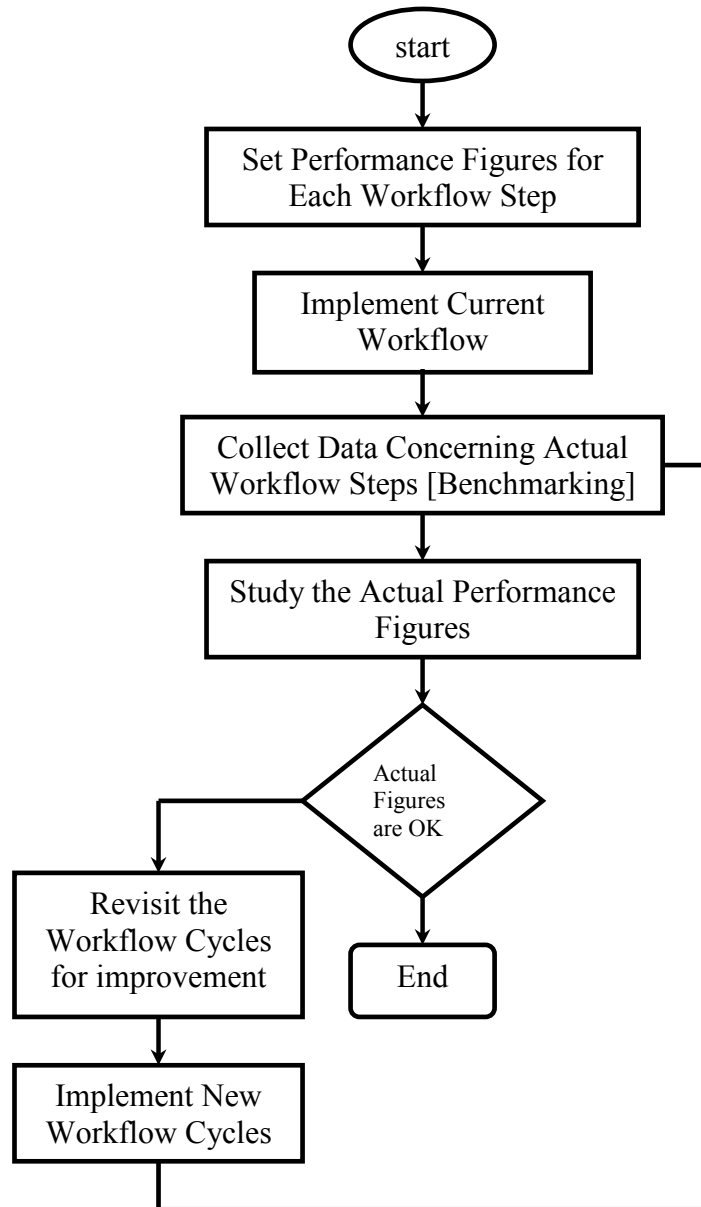 start
Set Performance Figures for
Each Workflow Step
Implement Current
Workflow
Collect Data Concerning Actual
Workflow Steps [Benchmarking]
Study the Actual Performance
Figures
Actual
Figures
are OK
Revisit the
Workflow Cycles
for improvement
End
Implement New
Workflow Cycles